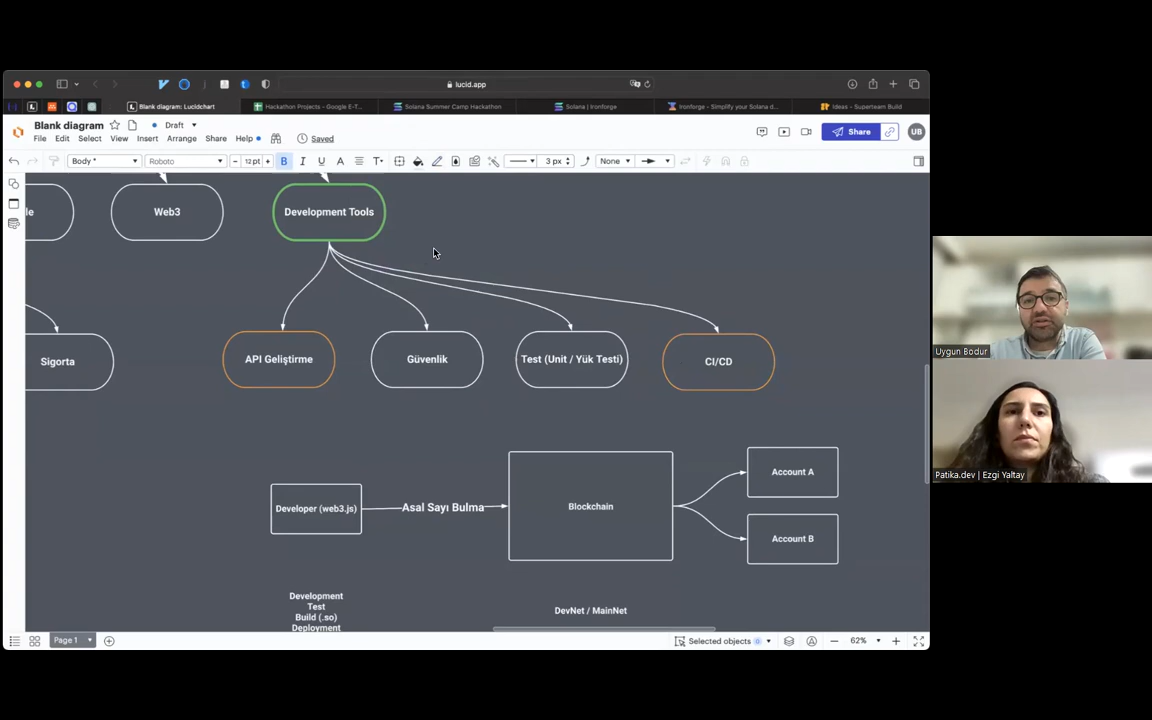 lucid.app
Blank diagram: Lucidchart
Hackathon Projects - Google E-T...
Solana Summer Camp Hackathon
Solana | Ironforge
Ironforge - Simplify your Solana d...
Ideas – Superteam Build
Blank diagram
Draft
File Edit Select View Insert Arrange Share Help
Saved
Share
UB
Body *
Roboto
12 pt
B I U A T
3 px
None
le
Web3
Development Tools
Sigorta
API Geliştirme
Güvenlik
Test (Unit / Yük Testi)
CI/CD
Developer (web3.js)
Asal Sayı Bulma
Blockchain
Account A
Account B
Development
Test
Build (.so)
Deployment
DevNet / MainNet
Page 1
Selected objects 0
62%
Uygun Bodur
Patika.dev | Ezgi Yaltay